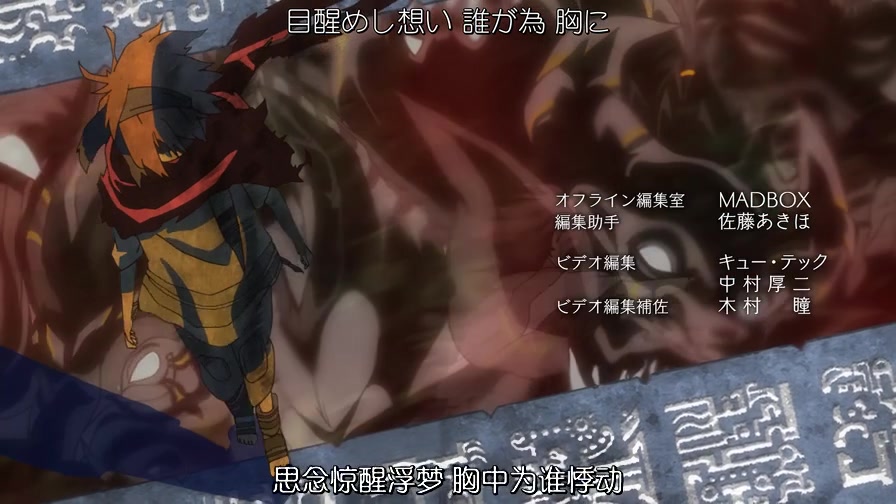 目醒めし想い 誰が為 胸に
オフライン編集室 MADBOX
編集助手 佐藤あきほ
ビデオ編集 キュー・テック
中村厚二
ビデオ編集補佐 木村 瞳
思念惊醒浮梦 胸中为谁悸动